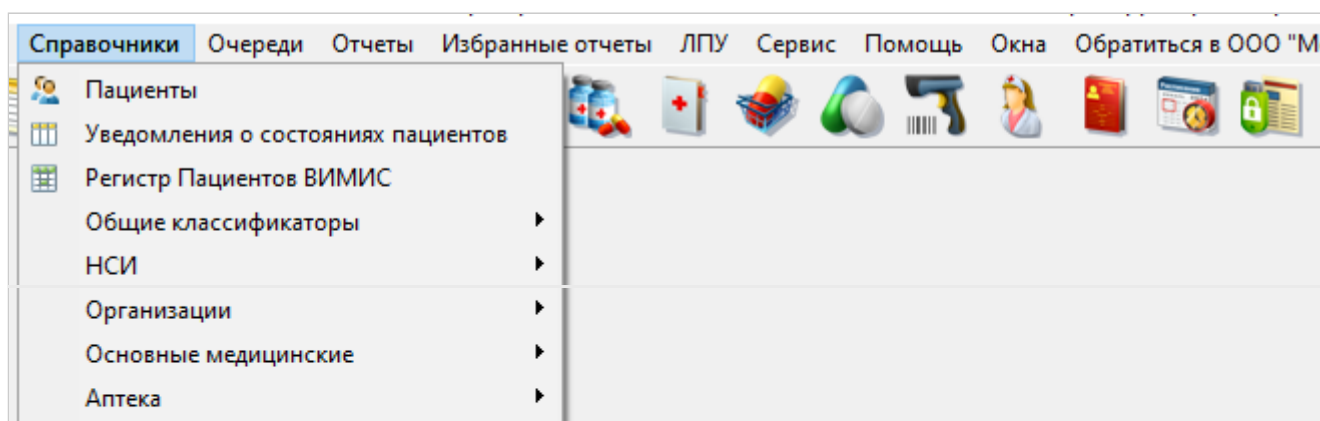 Справочники Очереди Отчеты Избранные отчеты ЛПУ Сервис Помощь Окна Обратиться в ООО "М
Пациенты
Уведомления о состояниях пациентов
Регистр Пациентов ВИМИС
Общие классификаторы
НСИ
Организации
Основные медицинские
Аптека